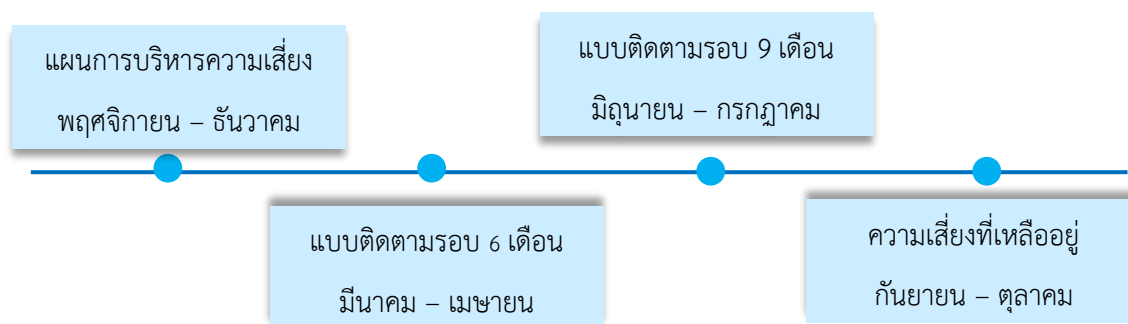 แผนการบริหารความเสี่ยง
พฤศจิกายน – ธันวาคม
แบบติดตามรอบ 6 เดือน
มีนาคม – เมษายน
แบบติดตามรอบ 9 เดือน
มิถุนายน – กรกฎาคม
ความเสี่ยงที่เหลืออยู่
กันยายน – ตุลาคม